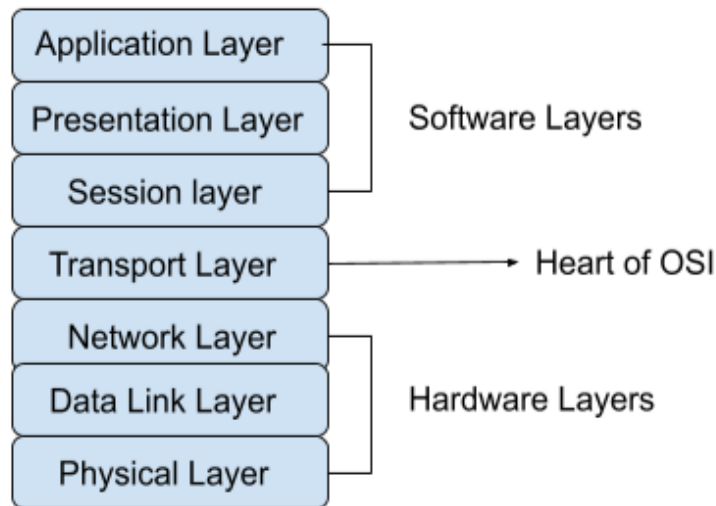 Application Layer
Presentation Layer
Software Layers
Session layer
Transport Layer
Heart of OSI
Network Layer
Data Link Layer
Hardware Layers
Physical Layer